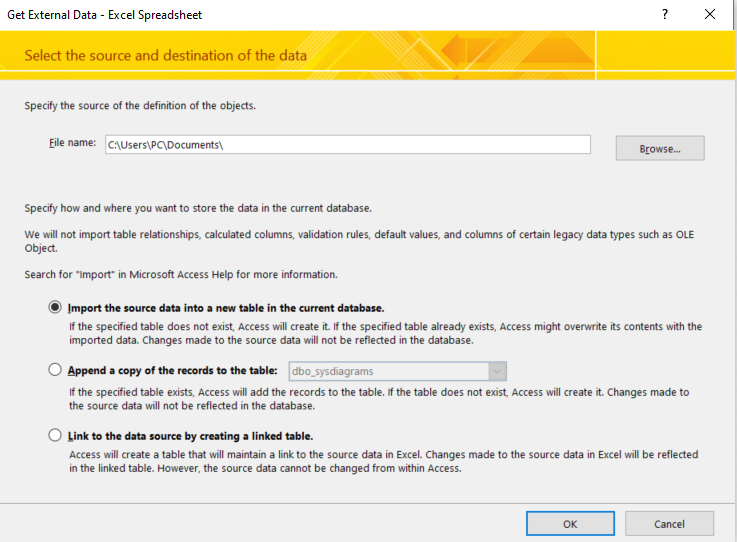 Get External Data - Excel Spreadsheet
Select the source and destination of the data
Specify the source of the definition of the objects.
File name: C:\Users\PC\Documents\ Browse...
Specify how and where you want to store the data in the current database.
We will not import table relationships, calculated columns, validation rules, default values, and columns of certain legacy data types such as OLE
Object.
Search for "Import" in Microsoft Access Help for more information.
Import the source data into a new table in the current database.
If the specified table does not exist, Access will create it. If the specified table already exists, Access might overwrite its contents with the
imported data. Changes made to the source data will not be reflected in the database.
Append a copy of the records to the table: dbo_sysdiagrams
If the specified table exists, Access will add the records to the table. If the table does not exist, Access will create it. Changes made to
the source data will not be reflected in the database.
Link to the data source by creating a linked table.
Access will create a table that will maintain a link to the source data in Excel. Changes made to the source data in Excel will be reflected
in the linked table. However, the source data cannot be changed from within Access.
OK Cancel